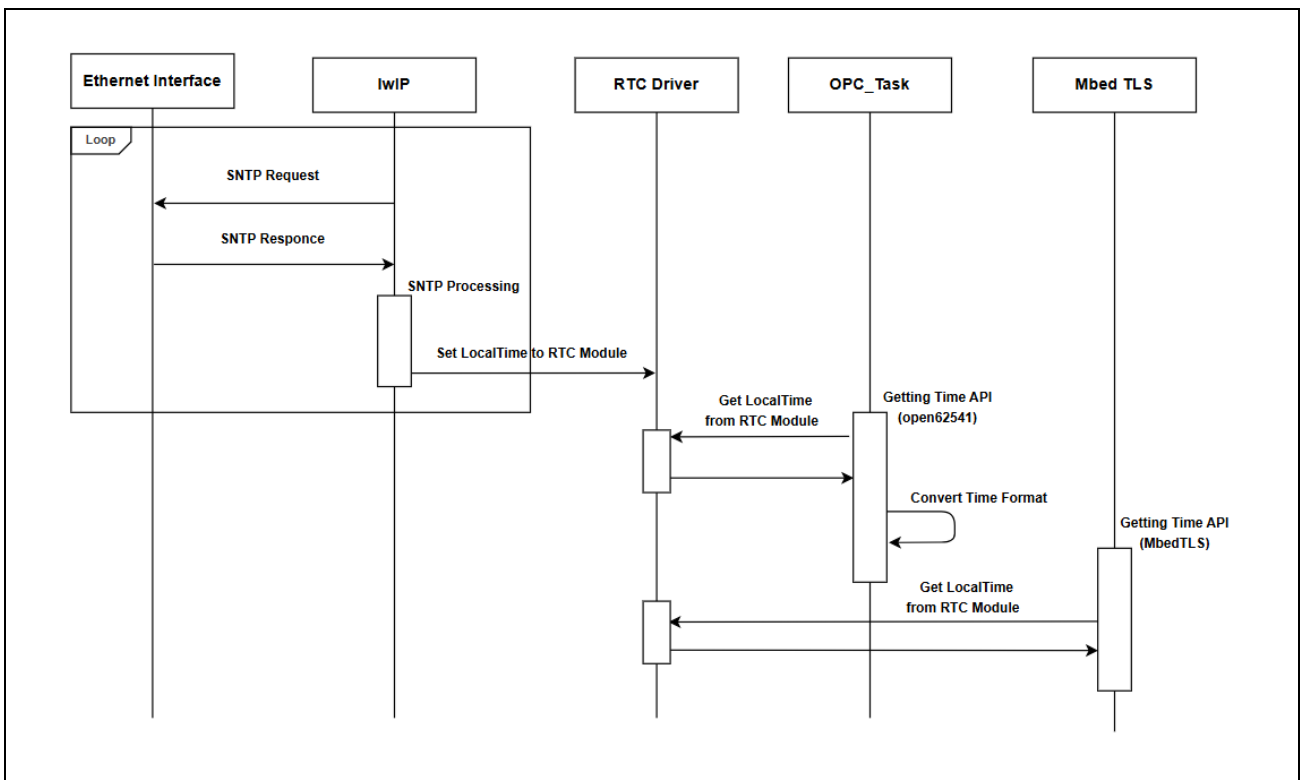 Ethernet Interface
lwIP
RTC Driver
OPC_Task
Mbed TLS
Loop
SNTP Request
SNTP Responce
SNTP Processing
Set LocalTime to RTC Module
Get LocalTime
from RTC Module
Getting Time API
(open62541)
Convert Time Format
Getting Time API
(MbedTLS)
Get LocalTime
from RTC Module